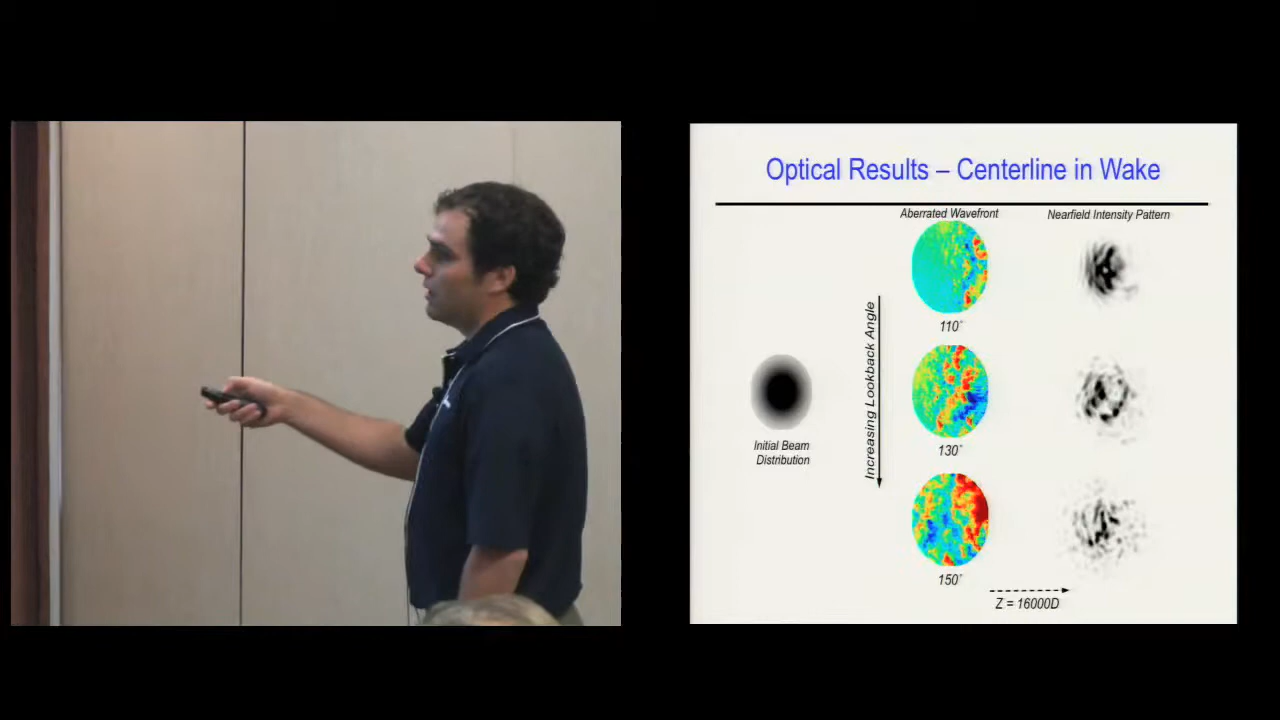 Optical Results – Centerline in Wake
Aberrated Wavefront
Nearfield Intensity Pattern
110°
Increasing Lookback Angle
130°
Initial Beam
Distribution
150°
Z = 16000D